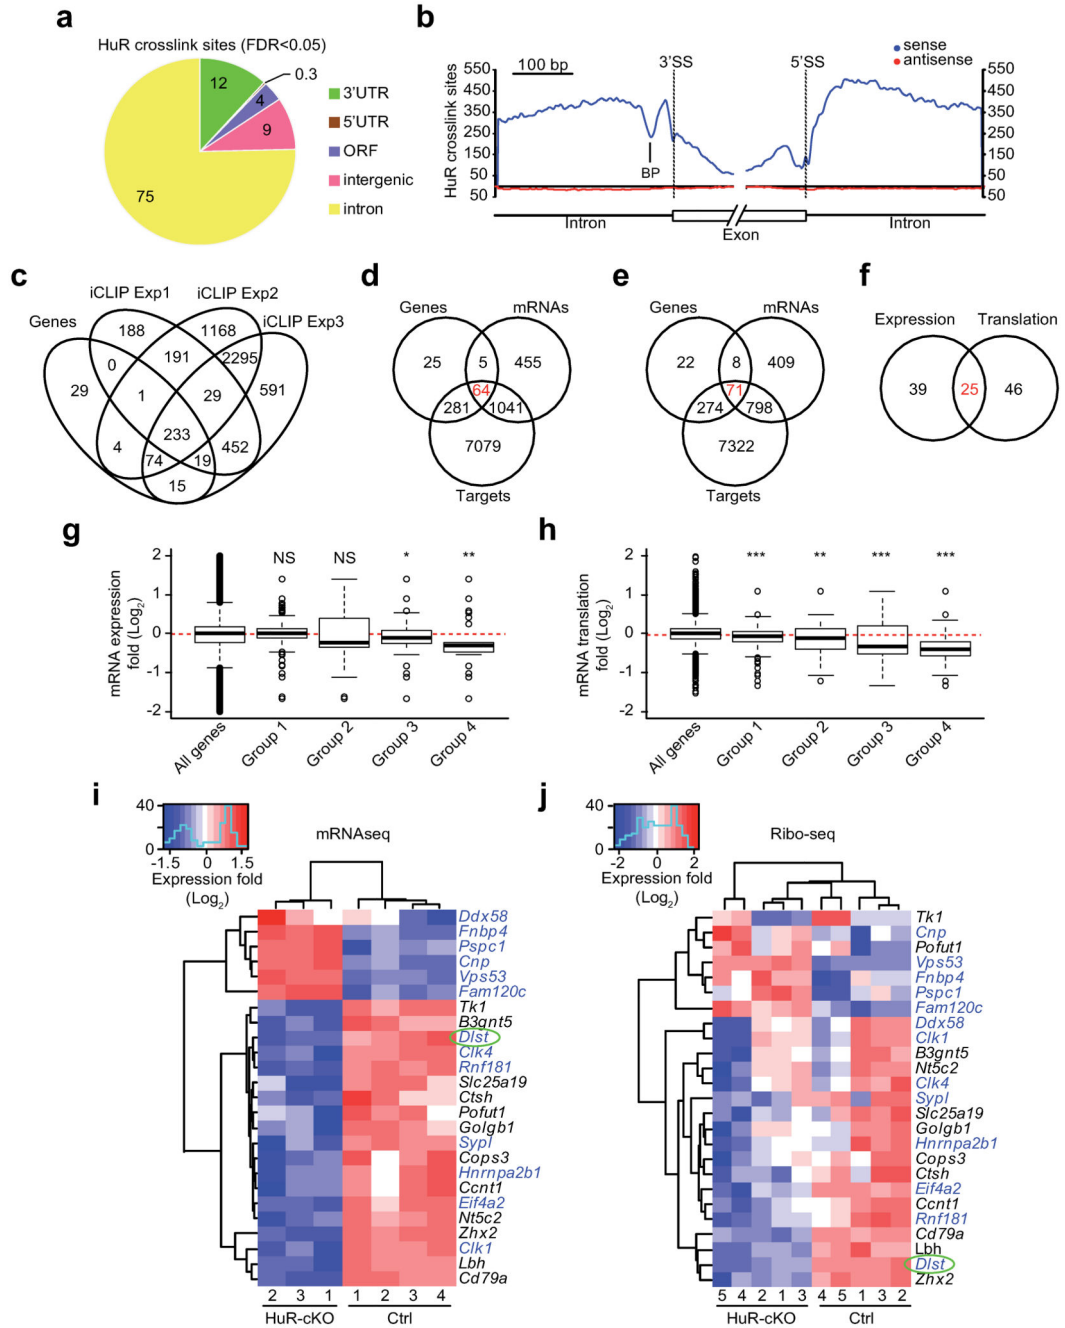 a
HuR crosslink sites (FDR<0.05)
12
0.3
4
9
75
3'UTR
5'UTR
ORF
intergenic
intron
b
100 bp
3'SS
5'SS
sense
antisense
HuR crosslink sites
550
450
350
250
150
50
50
BP
550
450
350
250
150
50
50
Intron
Exon
Intron
c
Genes
iCLIP Exp1
iCLIP Exp2
iCLIP Exp3
188
1168
0
191
2295
29
1
29
591
233
4
74
19
452
15
d
Genes
mRNAs
25
5
455
64
281
1041
7079
Targets
e
Genes
mRNAs
22
8
409
71
274
798
7322
Targets
f
Expression
Translation
39
25
46
g
mRNA expression
fold (Log2)
2
1
0
-1
-2
NS
NS
*
**
All genes
Group 1
Group 2
Group 3
Group 4
h
mRNA translation
fold (Log2)
2
1
0
-1
-2
***
**
***
***
All genes
Group 1
Group 2
Group 3
Group 4
i
40
0
-1.5
0
1.5
Expression fold
(Log2)
mRNAseq
Ddx58
Fnbp4
Pspc1
Cnp
Vps53
Fam120c
Tk1
B3gnt5
Dlst
Clk4
Rnf181
Slc25a19
Ctsh
Pofut1
Golgb1
Sypl
Cops3
Hnrnpa2b1
Ccnt1
Eif4a2
Nt5c2
Zhx2
Clk1
Lbh
Cd79a
2 3 1 1 2 3 4
HuR-cKO
Ctrl
j
40
0
-2
0
2
Expression fold
(Log2)
Ribo-seq
Tk1
Cnp
Pofut1
Vps53
Fnbp4
Pspc1
Fam120c
Ddx58
Clk1
B3gnt5
Nt5c2
Clk4
Sypl
Slc25a19
Golgb1
Hnrnpa2b1
Cops3
Ctsh
Eif4a2
Ccnt1
Rnf181
Cd79a
Lbh
Dlst
Zhx2
5 4 2 1 3 4 5 1 3 2
HuR-cKO
Ctrl